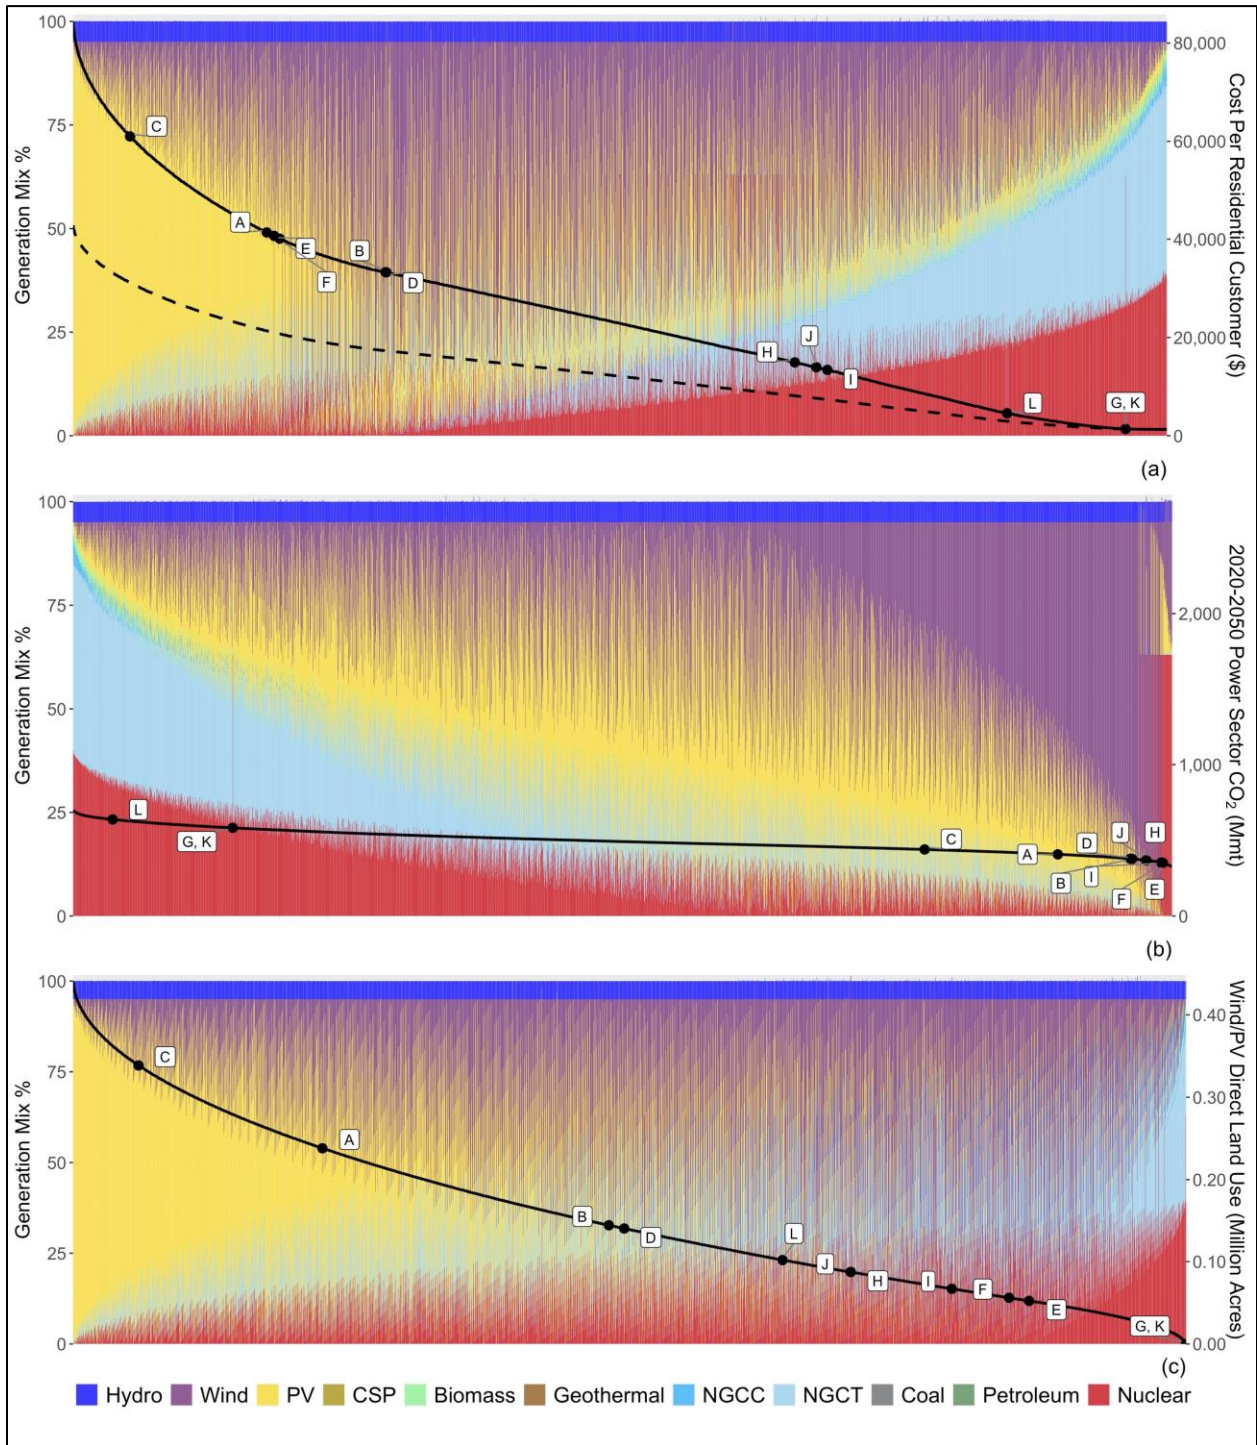 100
75
50
25
0
Generation Mix %
80,000
60,000
40,000
20,000
0
Cost Per Residential Customer ($)
C
A
E
F
B
D
H
J
I
L
G, K
(a)
100
75
50
25
0
Generation Mix %
2,000
1,000
0
2020-2050 Power Sector CO₂ (Mmt)
L
G, K
C
A
D
J
H
B
I
F
E
(b)
100
75
50
25
0
Generation Mix %
0.40
0.30
0.20
0.10
0.00
Wind/PV Direct Land Use (Million Acres)
C
A
B
D
L
J
H
I
F
E
G, K
(c)
Hydro Wind PV CSP Biomass Geothermal NGCC NGCT Coal Petroleum Nuclear